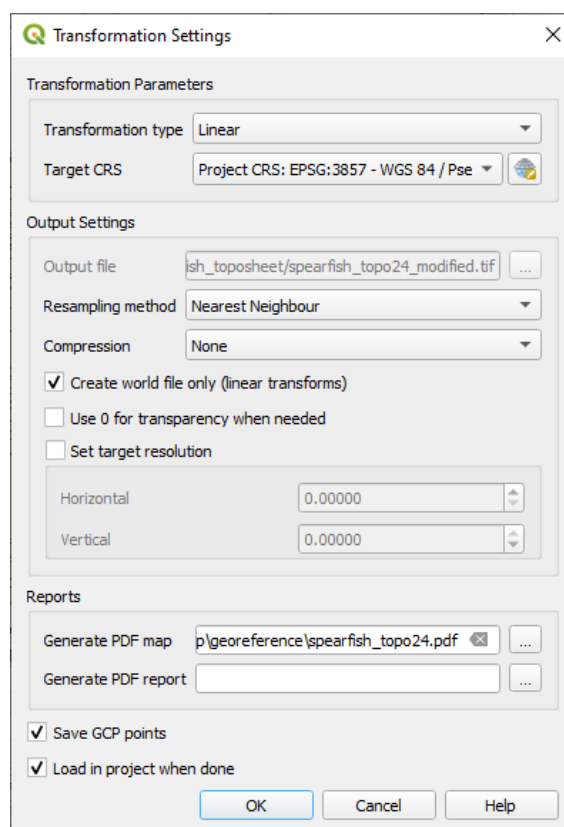 Transformation Settings
Transformation Parameters
Transformation type Linear
Target CRS Project CRS: EPSG:3857 - WGS 84 / Pse
Output Settings
Output file ish_toposheet/spearfish_topo24_modified.tif ...
Resampling method Nearest Neighbour
Compression None
Create world file only (linear transforms)
Use 0 for transparency when needed
Set target resolution
Horizontal 0.00000
Vertical 0.00000
Reports
Generate PDF map p\georeference\spearfish_topo24.pdf ...
Generate PDF report ...
Save GCP points
Load in project when done
OK Cancel Help